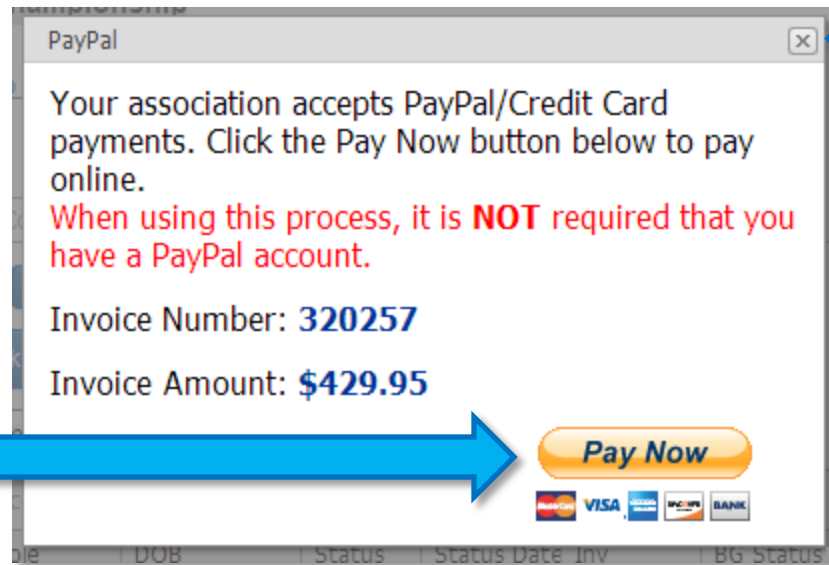 PayPal
Your association accepts PayPal/Credit Card
payments. Click the Pay Now button below to pay
online.
When using this process, it is NOT required that you
have a PayPal account.
Invoice Number: 320257
Invoice Amount: $429.95
Pay Now
VISA
BANK
DOB Status Status Date Inv BG Status